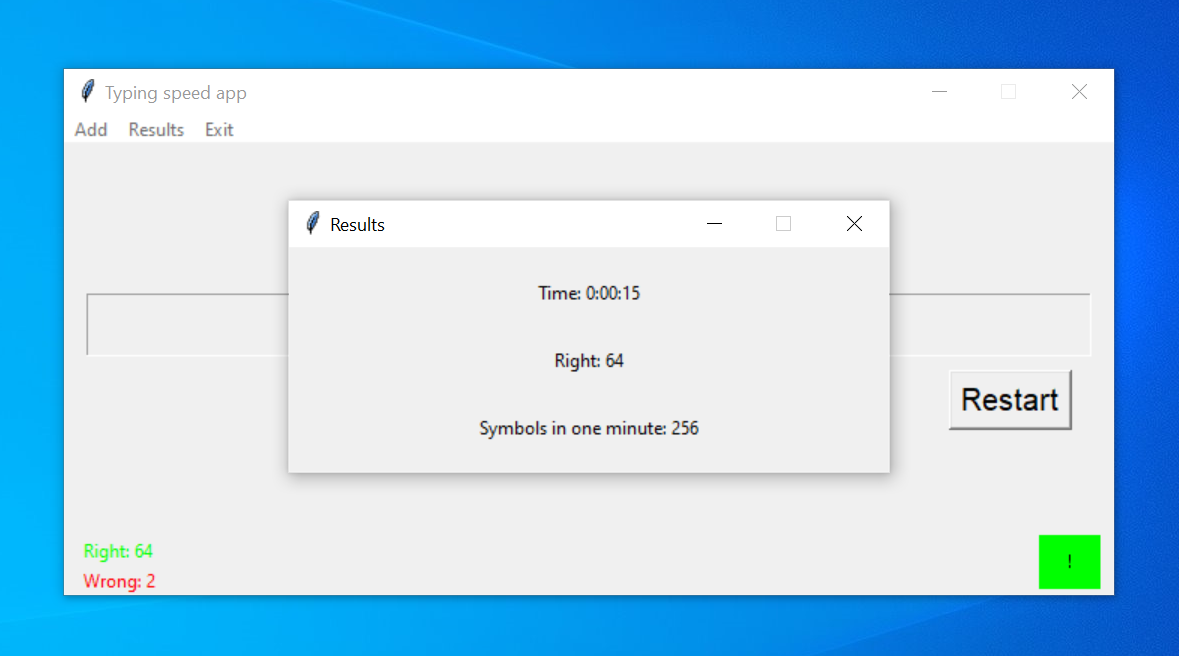 Typing speed app
Add Results Exit
Results
Time: 0:00:15
Right: 64
Restart
Symbols in one minute: 256
Right: 64
Wrong: 2
!